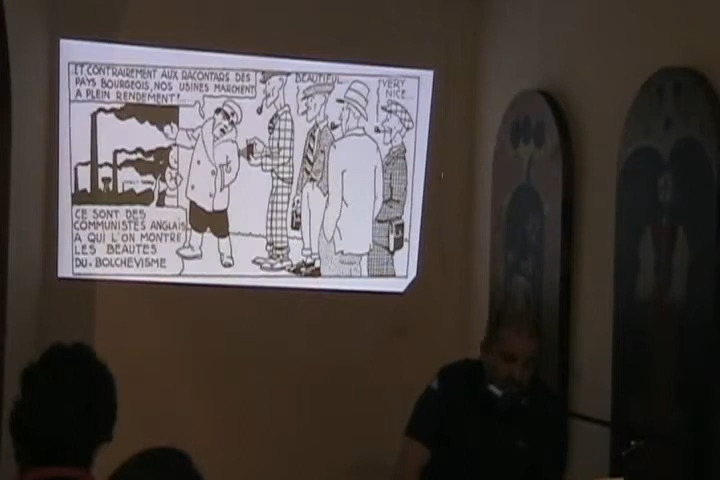 ET, CONTRAIREMENT AUX RACONTARS DES
PAYS BOURGEOIS, NOS USINES MARCHENT
A PLEIN RENDEMENT!
BEAUTIFUL
VERY
NICE...
CE SONT DES
COMMUNISTES ANGLAIS
A QUI L'ON MONTRE
LES BEAUTES
DU BOLCHEVISME